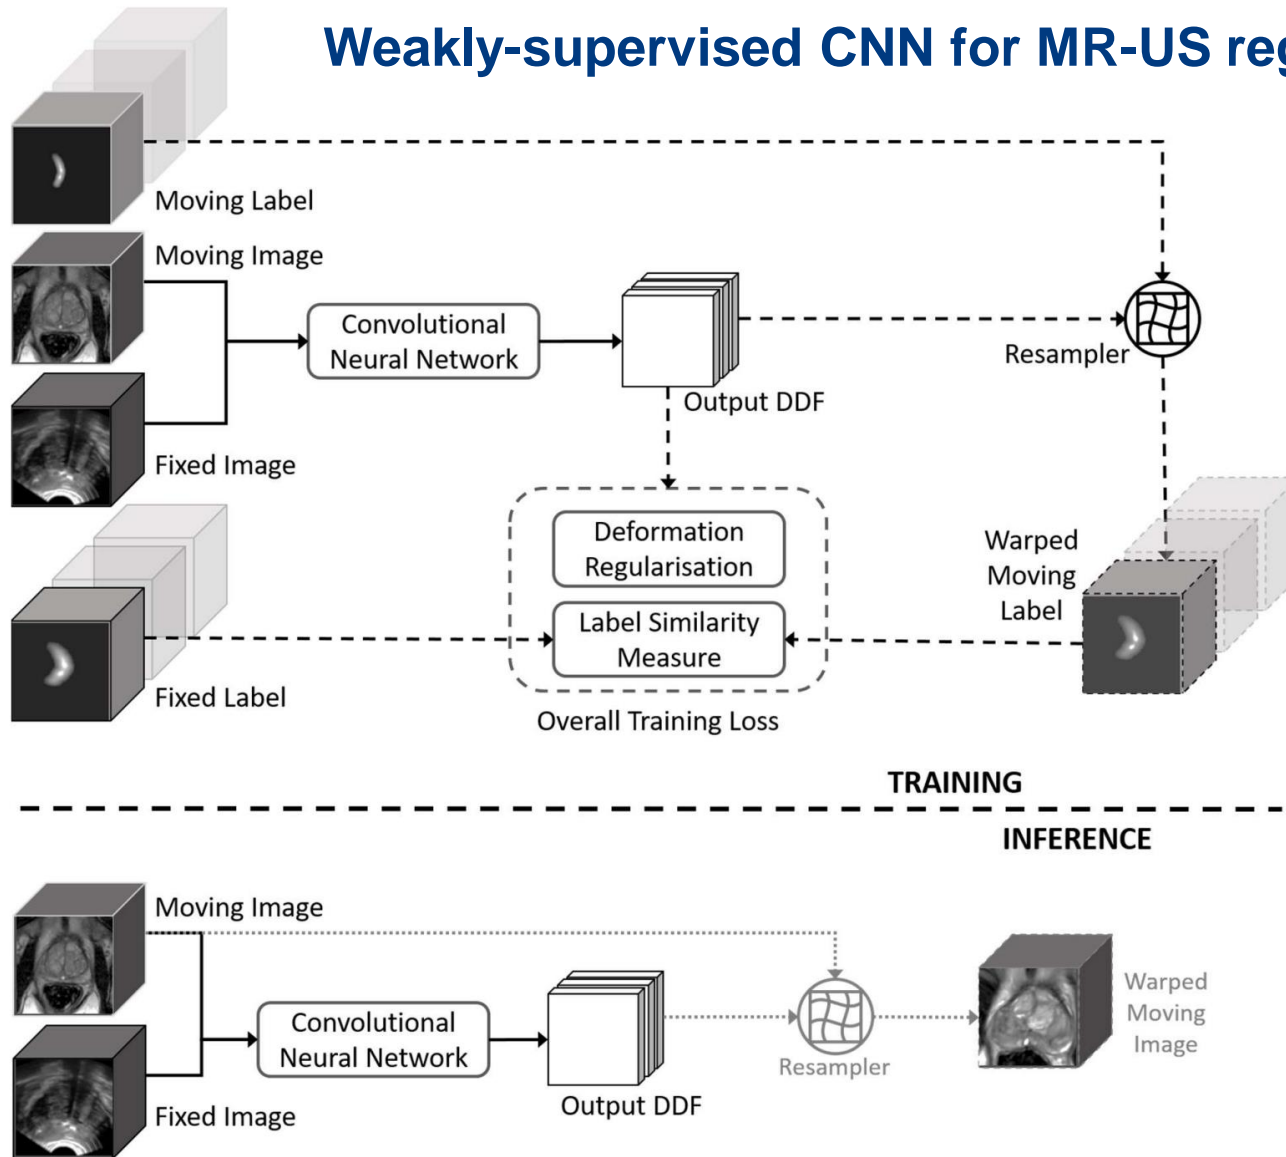 Weakly-supervised CNN for MR-US reg
Moving Label
Moving Image
Convolutional
Neural Network
Resampler
Output DDF
Fixed Image
Deformation
Regularisation
Warped
Moving
Label
Label Similarity
Measure
Fixed Label
Overall Training Loss
TRAINING
INFERENCE
Moving Image
Warped
Moving
Image
Convolutional
Neural Network
Resampler
Output DDF
Fixed Image